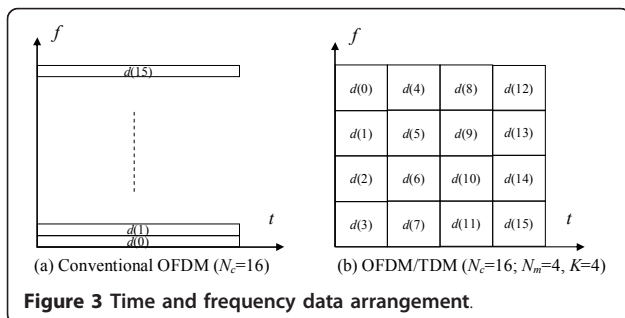 f
f
d(15)
d(0) d(4) d(8) d(12)
d(1) d(5) d(9) d(13)
d(2) d(6) d(10) d(14)
d(1)
d(0)
t
d(3) d(7) d(11) d(15)
t
(a) Conventional OFDM (Nc=16)
(b) OFDM/TDM (Nc=16; Nm=4, K=4)
Figure 3 Time and frequency data arrangement.